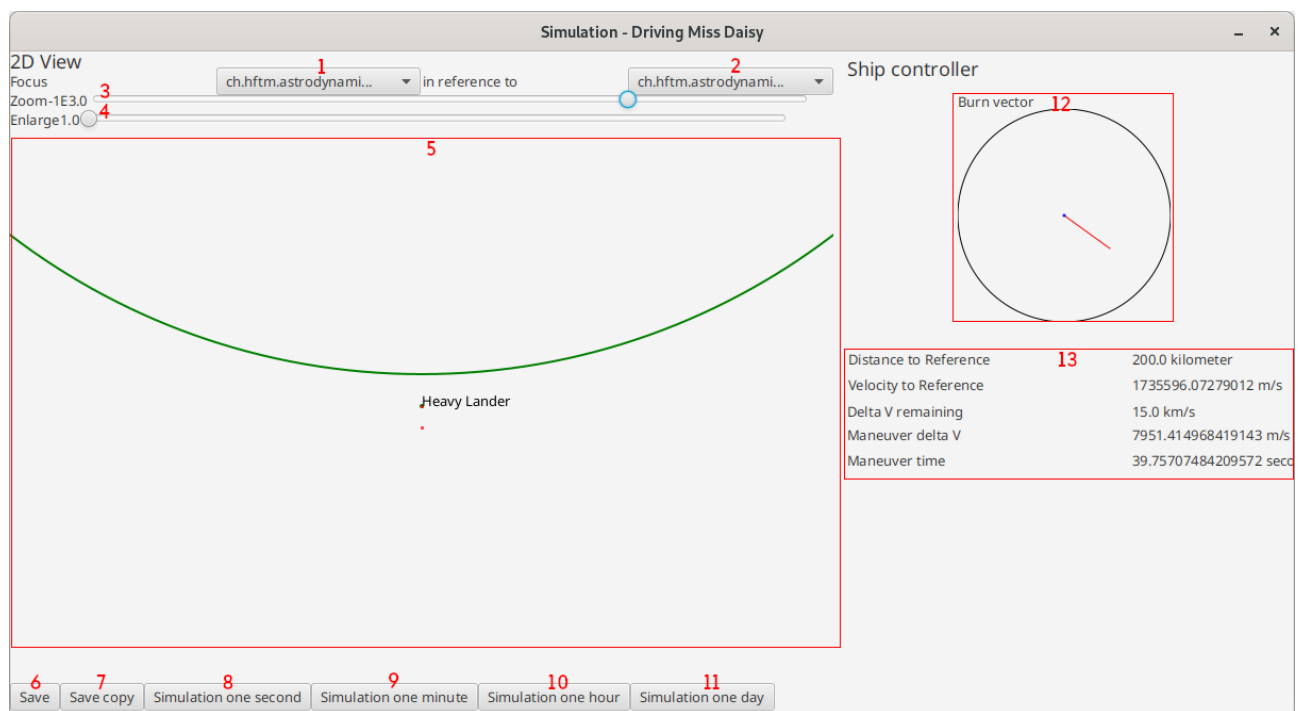 Simulation - Driving Miss Daisy
2D View
Focus
1
ch.hftm.astrodynami...
in reference to
2
ch.hftm.astrodynami...
Zoom-1E3.0
3
Enlarge1.0
4
5
Heavy Lander
6
Save
7
Save copy
8
Simulation one second
9
Simulation one minute
10
Simulation one hour
11
Simulation one day
Ship controller
Burn vector
12
13
Distance to Reference 200.0 kilometer
Velocity to Reference 1735596.07279012 m/s
Delta V remaining 15.0 km/s
Maneuver delta V 7951.414968419143 m/s
Maneuver time 39.75707484209572 seco